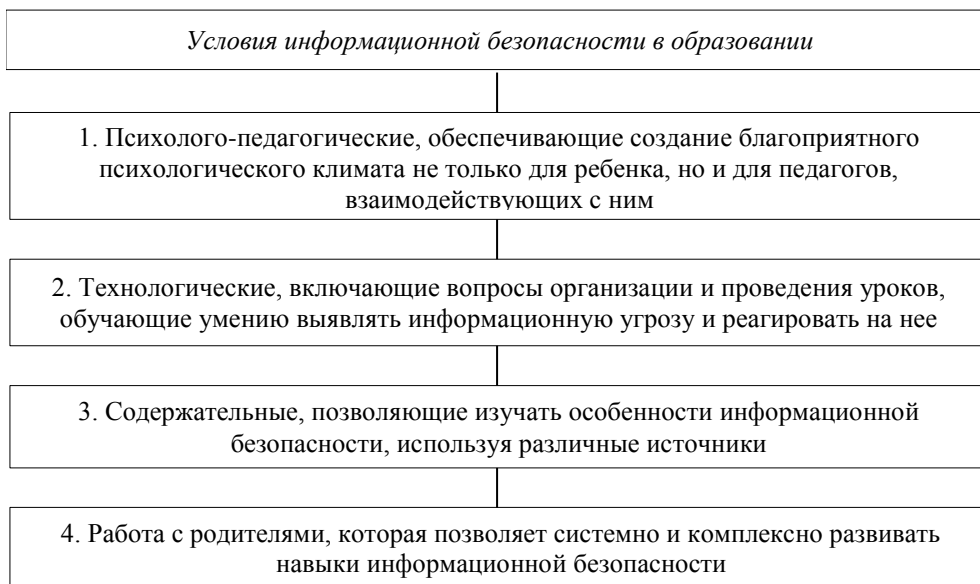 Условия информационной безопасности в образовании
1. Психолого-педагогические, обеспечивающие создание благоприятного
психологического климата не только для ребенка, но и для педагогов,
взаимодействующих с ним
2. Технологические, включающие вопросы организации и проведения уроков,
обучающие умению выявлять информационную угрозу и реагировать на нее
3. Содержательные, позволяющие изучать особенности информационной
безопасности, используя различные источники
4. Работа с родителями, которая позволяет системно и комплексно развивать
навыки информационной безопасности